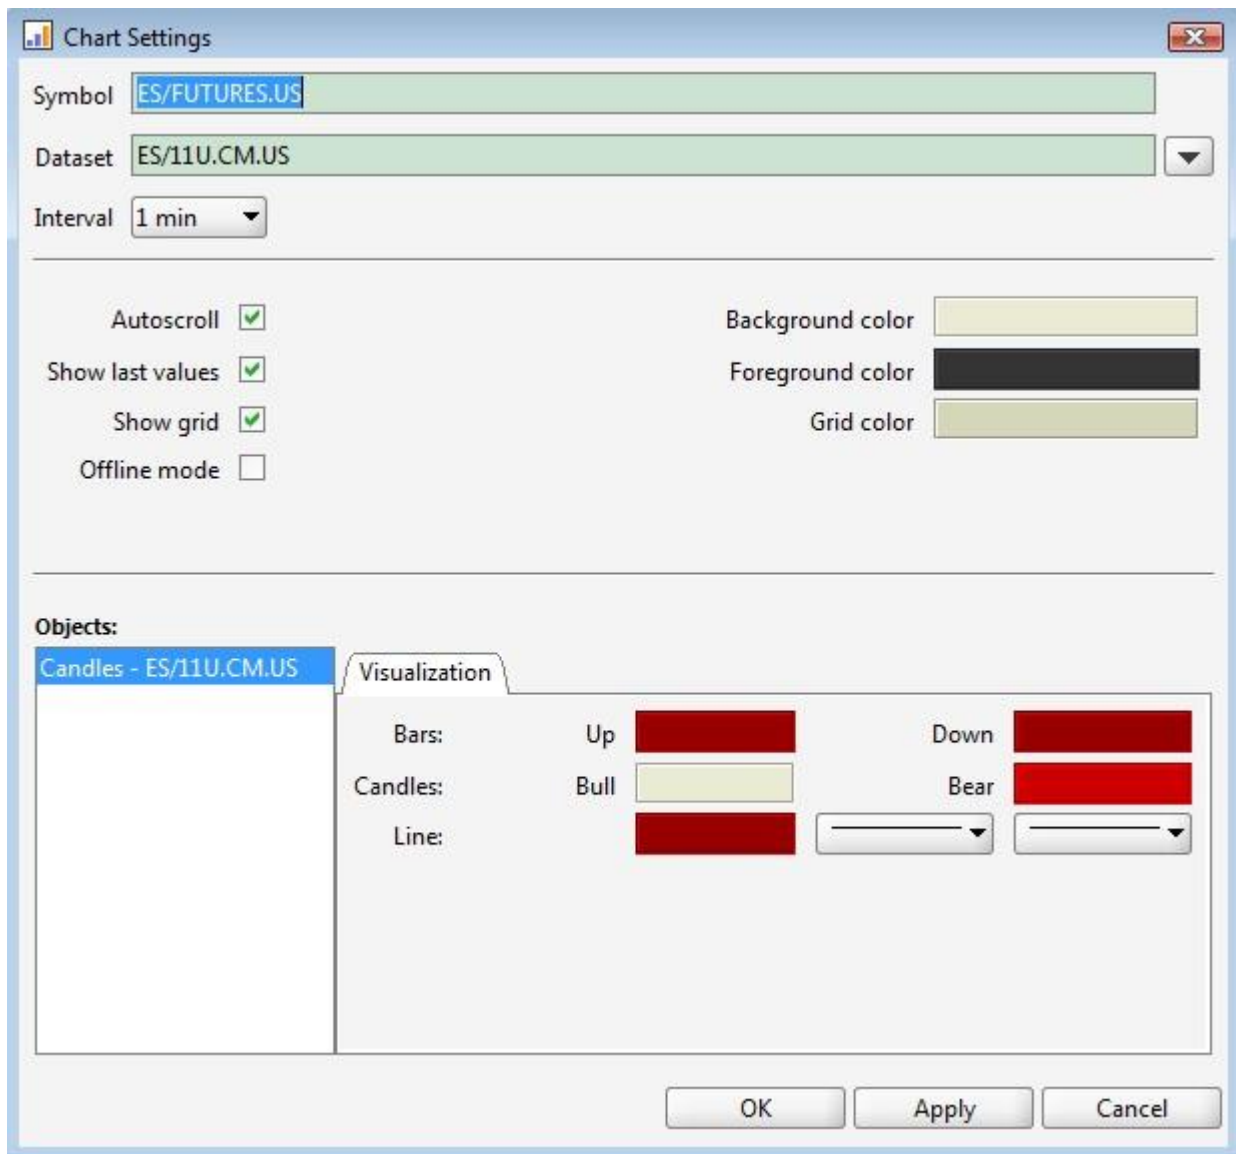 Chart Settings
Symbol ES/FUTURES.US
Dataset ES/11U.CM.US
Interval 1 min
Autoscroll
Show last values
Show grid
Offline mode
Background color
Foreground color
Grid color
Objects:
Candles - ES/11U.CM.US
Visualization
Bars: Up Down
Candles: Bull Bear
Line:
OK Apply Cancel